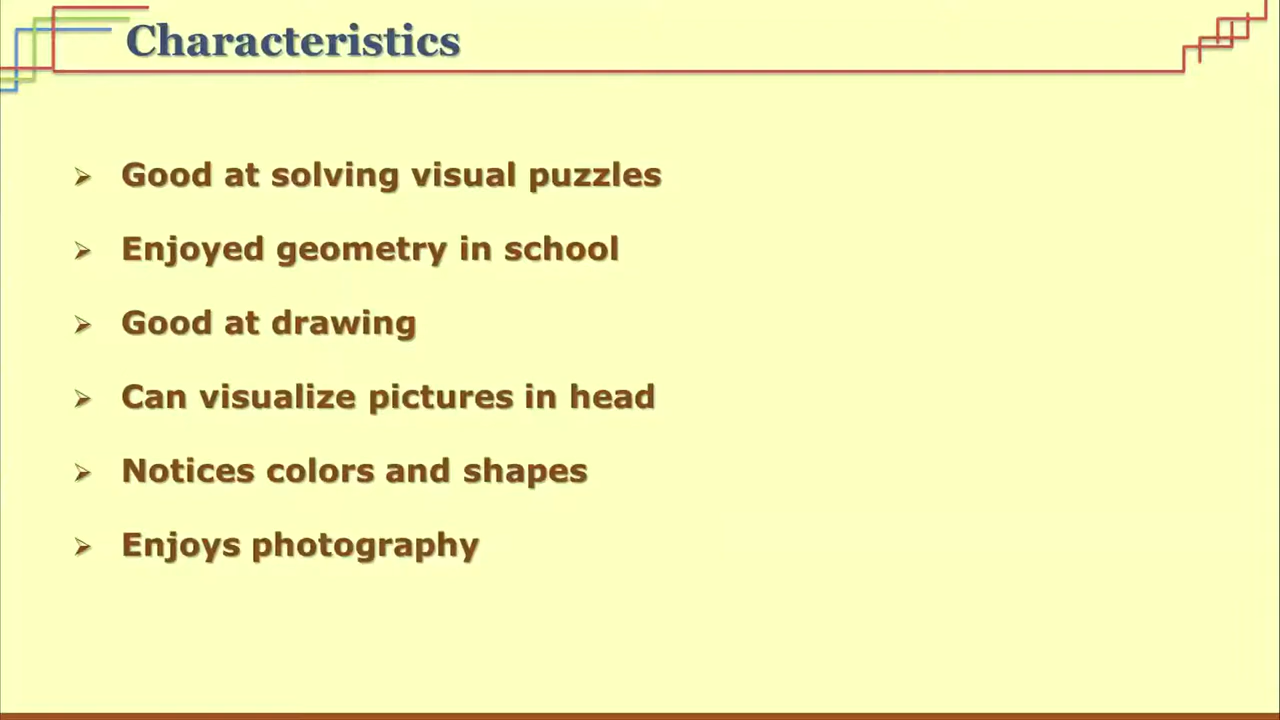 Characteristics
Good at solving visual puzzles
Enjoyed geometry in school
Good at drawing
Can visualize pictures in head
Notices colors and shapes
Enjoys photography